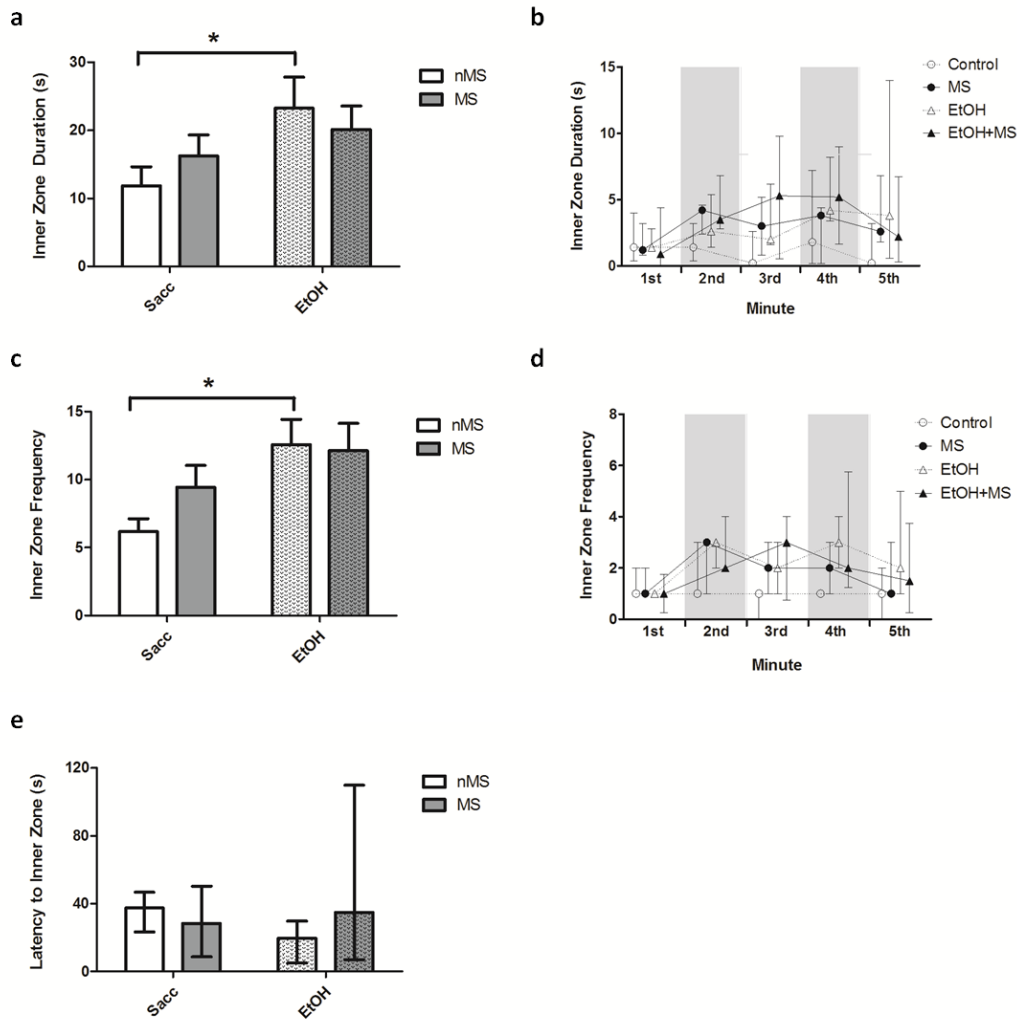 a
*
Inner Zone Duration (s)
30
20
10
0
Sacc
EtOH
nMS
MS
b
Inner Zone Duration (s)
15
10
5
0
1st 2nd 3rd 4th 5th
Minute
Control
MS
EtOH
EtOH+MS
c
*
Inner Zone Frequency
15
10
5
0
Sacc
EtOH
nMS
MS
d
Inner Zone Frequency
8
6
4
2
0
1st 2nd 3rd 4th 5th
Minute
Control
MS
EtOH
EtOH+MS
e
Latency to Inner Zone (s)
120
80
40
0
Sacc
EtOH
nMS
MS